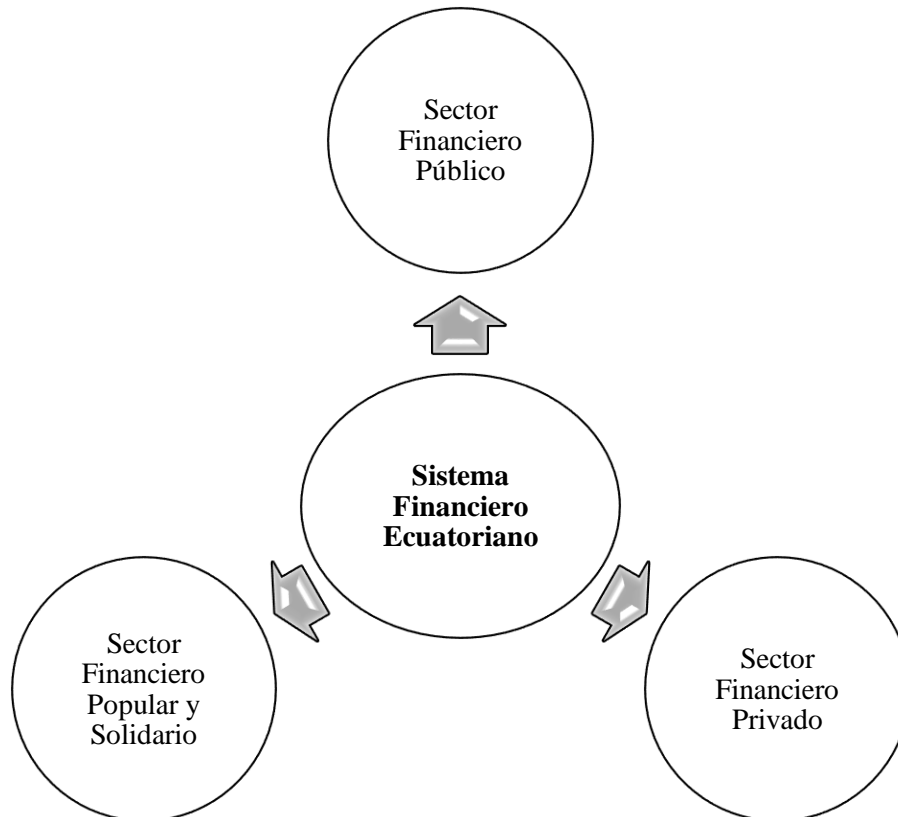 Sector
Financiero
Público
Sistema
Financiero
Ecuatoriano
Sector
Financiero
Popular y
Solidario
Sector
Financiero
Privado